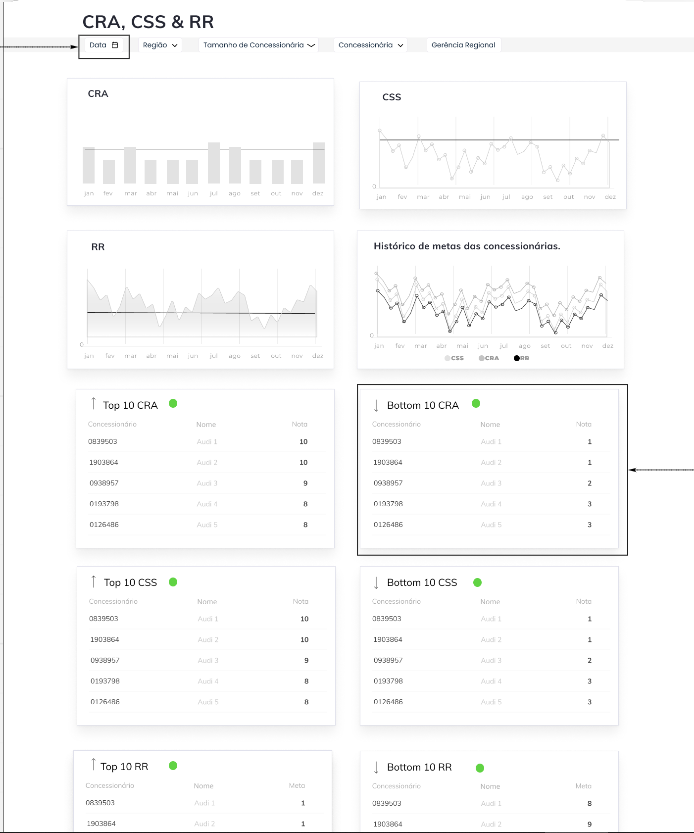 CRA, CSS & RR
Data Região Tamanho de Concessionária Concessionária Gerência Regional
CRA
jan fev mar abr mai jun jul ago set out nov dez
CSS
0
jan fev mar abr mai jun jul ago set out nov dez
RR
0
jan fev mar abr mai jun jul ago set out nov dez
Histórico de metas das concessionárias.
0
jan fev mar abr mai jun jul ago set out nov dez
CSS CRA RR
Top 10 CRA
Concessionário Nome Nota
0839503 Audi 1 10
1903864 Audi 2 10
0938957 Audi 3 9
0193798 Audi 4 8
0126486 Audi 5 8
Bottom 10 CRA
Concessionário Nome Nota
0839503 Audi 1 1
1903864 Audi 2 1
0938957 Audi 3 2
0193798 Audi 4 3
0126486 Audi 5 3
Top 10 CSS
Concessionário Nome Nota
0839503 Audi 1 10
1903864 Audi 2 10
0938957 Audi 3 9
0193798 Audi 4 8
0126486 Audi 5 8
Bottom 10 CSS
Concessionário Nome Nota
0839503 Audi 1 1
1903864 Audi 2 1
0938957 Audi 3 2
0193798 Audi 4 3
0126486 Audi 5 3
Top 10 RR
Concessionário Nome Meta
0839503 Audi 1 1
1903864 Audi 2 1
Bottom 10 RR
Concessionário Nome Meta
0839503 Audi 1 8
1903864 Audi 2 9